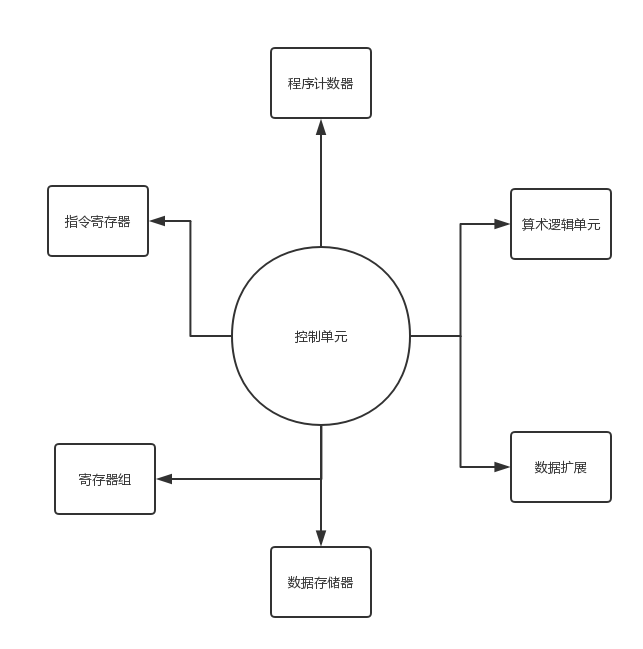 程序计数器
指令寄存器
算术逻辑单元
控制单元
寄存器组
数据扩展
数据存储器